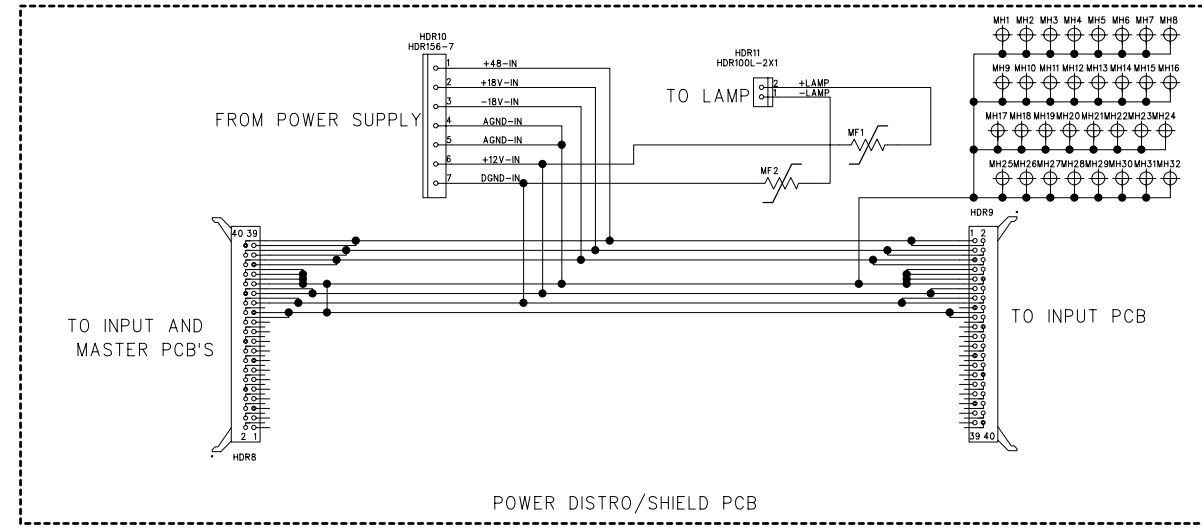 MH1 MH2 MH3 MH4 MH5 MH6 MH7 MH8
HDR10
HDR156-7
HDR11
HDR100L-2X1
1 +48-IN
2 +18V-IN
3 -18V-IN
4 AGND-IN
5 AGND-IN
6 +12V-IN
7 DGND-IN
FROM POWER SUPPLY
TO LAMP
2 +LAMP
1 -LAMP
MH9 MH10 MH11 MH12 MH13 MH14 MH15 MH16
MH17 MH18 MH19 MH20 MH21 MH22 MH23 MH24
MF1
MF2
MH25 MH26 MH27 MH28 MH29 MH30 MH31 MH32
HDR9
40 39
1 2
TO INPUT AND
MASTER PCB'S
TO INPUT PCB
2 1
39 40
HDR8
POWER DISTRO/SHIELD PCB